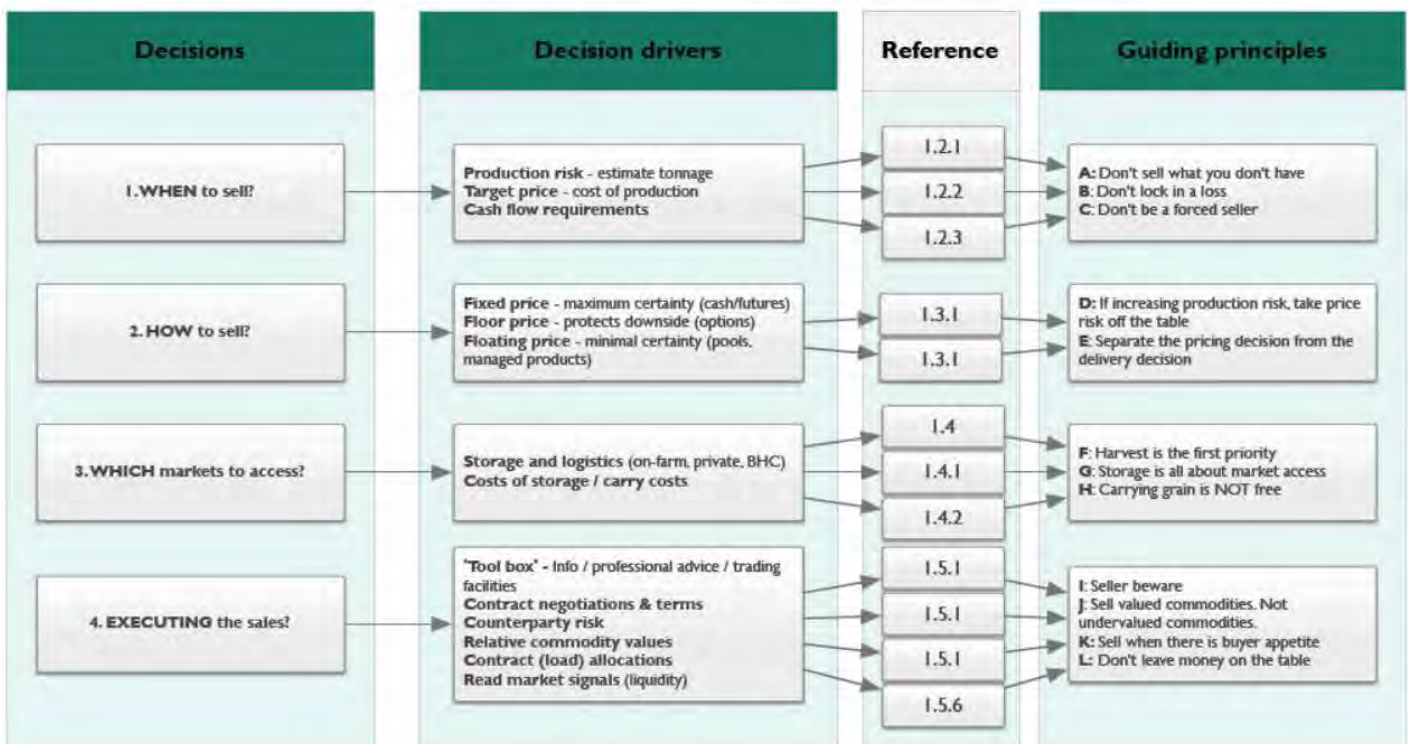 Decisions
Decision drivers
Reference
Guiding principles
1. WHEN to sell?
Production risk - estimate tonnage
Target price - cost of production
Cash flow requirements
1.2.1
1.2.2
1.2.3
A: Don't sell what you don't have
B: Don't lock in a loss
C: Don't be a forced seller
2. HOW to sell?
Fixed price - maximum certainty (cash/futures)
Floor price - protects downside (options)
Floating price - minimal certainty (pools,
managed products)
1.3.1
1.3.1
D: If increasing production risk, take price
risk off the table
E: Separate the pricing decision from the
delivery decision
3. WHICH markets to access?
Storage and logistics (on-farm, private, BHC)
Costs of storage / carry costs
1.4
1.4.1
1.4.2
F: Harvest is the first priority
G: Storage is all about market access
H: Carrying grain is NOT free
4. EXECUTING the sales?
'Tool box' - Info / professional advice / trading
facilities
Contract negotiations & terms
Counterparty risk
Relative commodity values
Contract (load) allocations
Read market signals (liquidity)
1.5.1
1.5.1
1.5.1
1.5.6
I: Seller beware
J: Sell valued commodities. Not
undervalued commodities.
K: Sell when there is buyer appetite
L: Don't leave money on the table